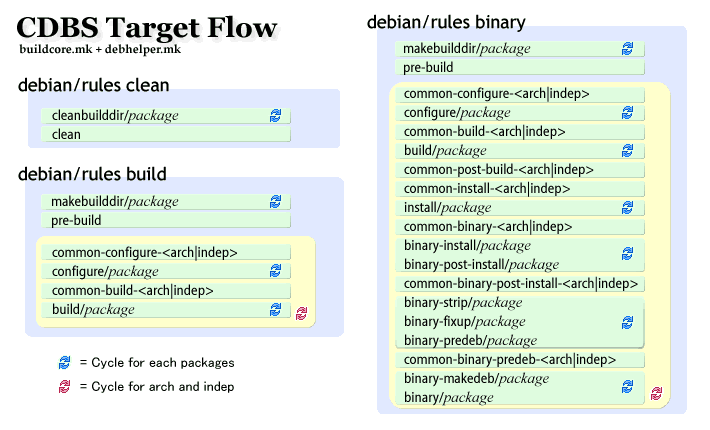 CDBS Target Flow
buildcore.mk + debhelper.mk
debian/rules clean
cleanbuilddir/package
clean
debian/rules build
makebuilddir/package
pre-build
common-configure-<arch|indep>
configure/package
common-build-<arch|indep>
build/package
= Cycle for each packages
= Cycle for arch and indep
debian/rules binary
makebuilddir/package
pre-build
common-configure-<arch|indep>
configure/package
common-build-<arch|indep>
build/package
common-post-build-<arch|indep>
common-install-<arch|indep>
install/package
common-binary-<arch|indep>
binary-install/package
binary-post-install/package
common-binary-post-install-<arch|indep>
binary-strip/package
binary-fixup/package
binary-predeb/package
common-binary-predeb-<arch|indep>
binary-makedeb/package
binary/package